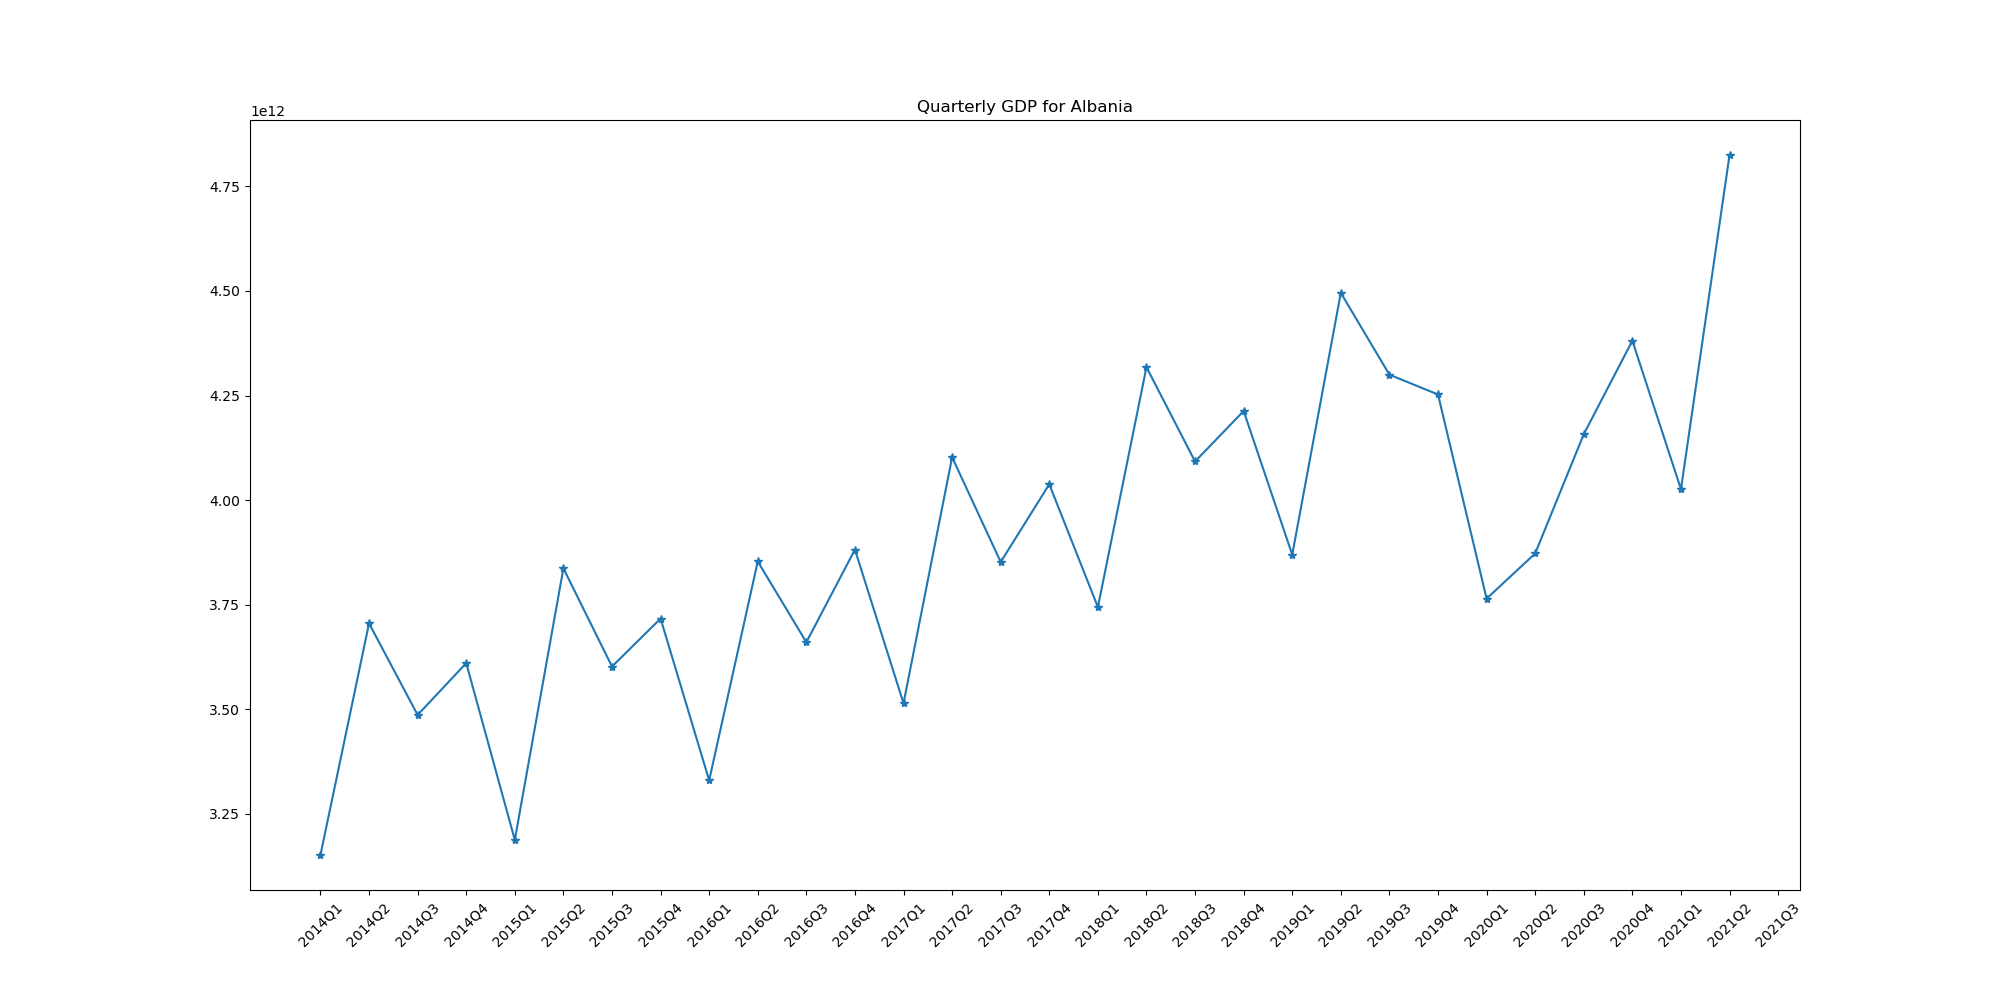 Quarterly GDP for Albania
1e12
4.75
4.50
4.25
4.00
3.75
3.50
3.25
2014Q1
2014Q2
2014Q3
2014Q4
2015Q1
2015Q2
2015Q3
2015Q4
2016Q1
2016Q2
2016Q3
2016Q4
2017Q1
2017Q2
2017Q3
2017Q4
2018Q1
2018Q2
2018Q3
2018Q4
2019Q1
2019Q2
2019Q3
2019Q4
2020Q1
2020Q2
2020Q3
2020Q4
2021Q1
2021Q2
2021Q3